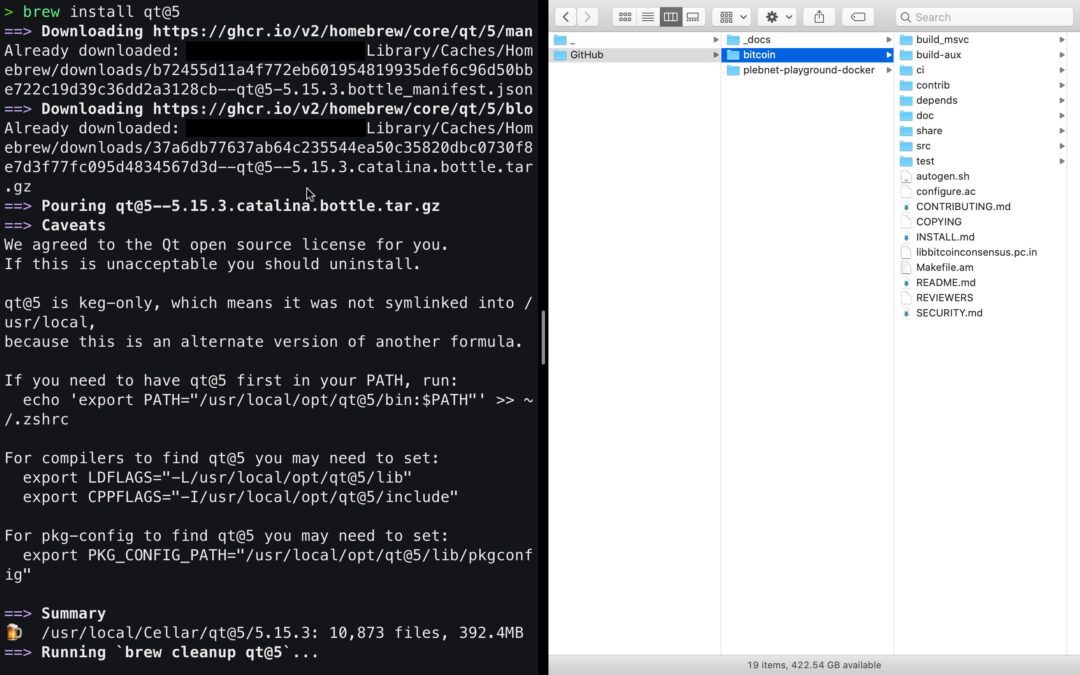 > brew install qt@5
==> Downloading https://ghcr.io/v2/homebrew/core/qt/5/man
Already downloaded: Library/Caches/Hom
ebrew/downloads/b72455d11a4f772eb601954819935def6c96d50bb
e722c19d39c36dd2a3128cb--qt@5-5.15.3.bottle_manifest.json
==> Downloading https://ghcr.io/v2/homebrew/core/qt/5/blo
Already downloaded: Library/Caches/Hom
ebrew/downloads/37a6db77637ab64c235544ea50c35820dbc0730f8
e7d3f77fc095d4834567d3d--qt@5--5.15.3.catalina.bottle.tar
.gz
==> Pouring qt@5--5.15.3.catalina.bottle.tar.gz
==> Caveats
We agreed to the Qt open source license for you.
If this is unacceptable you should uninstall.
qt@5 is keg-only, which means it was not symlinked into /
usr/local,
because this is an alternate version of another formula.
If you need to have qt@5 first in your PATH, run:
echo 'export PATH="/usr/local/opt/qt@5/bin:$PATH"' >> ~
/.zshrc
For compilers to find qt@5 you may need to set:
export LDFLAGS="-L/usr/local/opt/qt@5/lib"
export CPPFLAGS="-I/usr/local/opt/qt@5/include"
For pkg-config to find qt@5 you may need to set:
export PKG_CONFIG_PATH="/usr/local/opt/qt@5/lib/pkgconf
ig"
==> Summary
/usr/local/Cellar/qt@5/5.15.3: 10,873 files, 392.4MB
==> Running `brew cleanup qt@5`...
Search
_
GitHub
_docs
bitcoin
plebnet-playground-docker
build_msvc
build-aux
ci
contrib
depends
doc
share
src
test
autogen.sh
configure.ac
CONTRIBUTING.md
COPYING
INSTALL.md
libbitcoinconsensus.pc.in
Makefile.am
README.md
REVIEWERS
SECURITY.md
19 items, 422.54 GB available